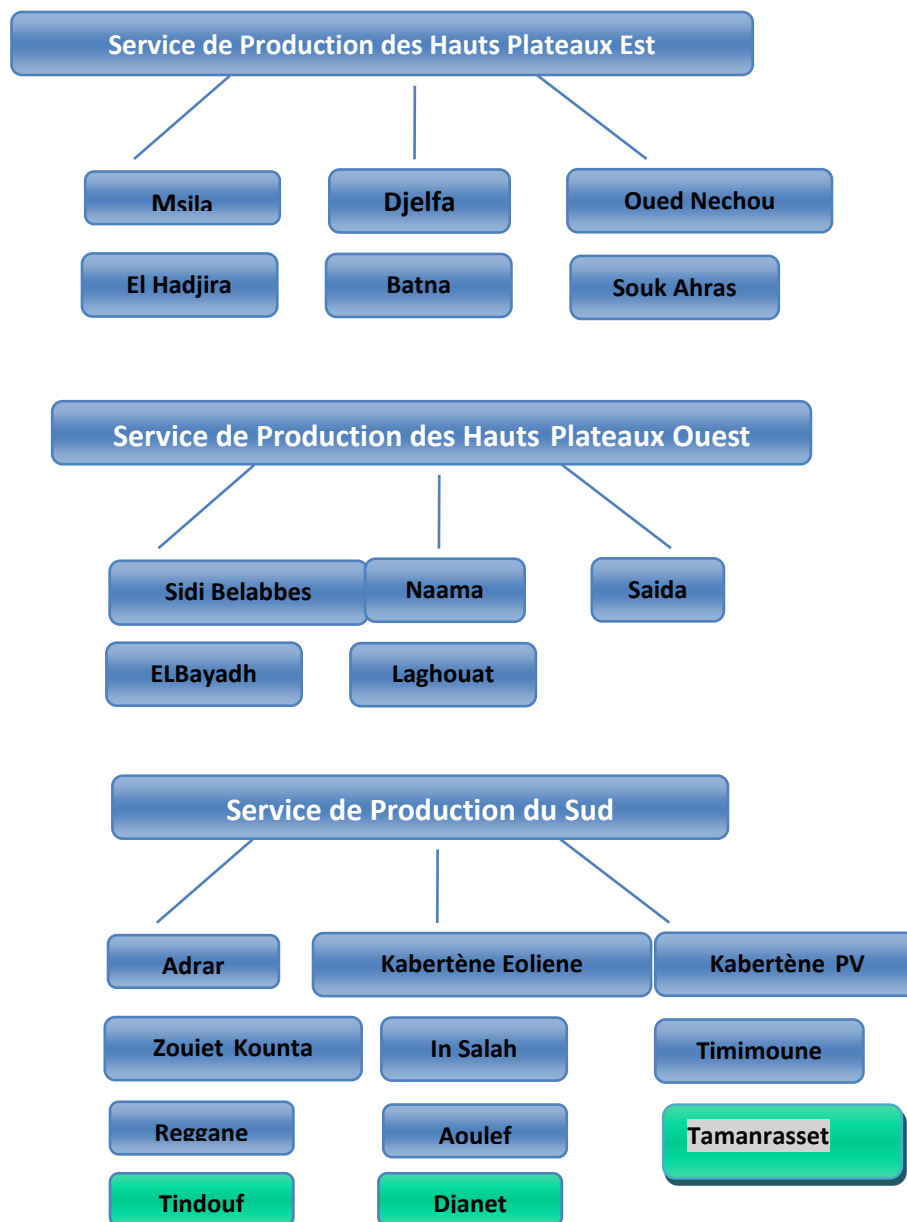 Service de Production des Hauts Plateaux Est
Msila
Djelfa
Oued Nechou
El Hadjira
Batna
Souk Ahras
Service de Production des Hauts Plateaux Ouest
Sidi Belabbes
Naama
Saida
ELBayadh
Laghouat
Service de Production du Sud
Adrar
Kabertène Eoliene
Kabertène PV
Zouiet Kounta
In Salah
Timimoune
Reggane
Aoulef
Tamanrasset
Tindouf
Djanet